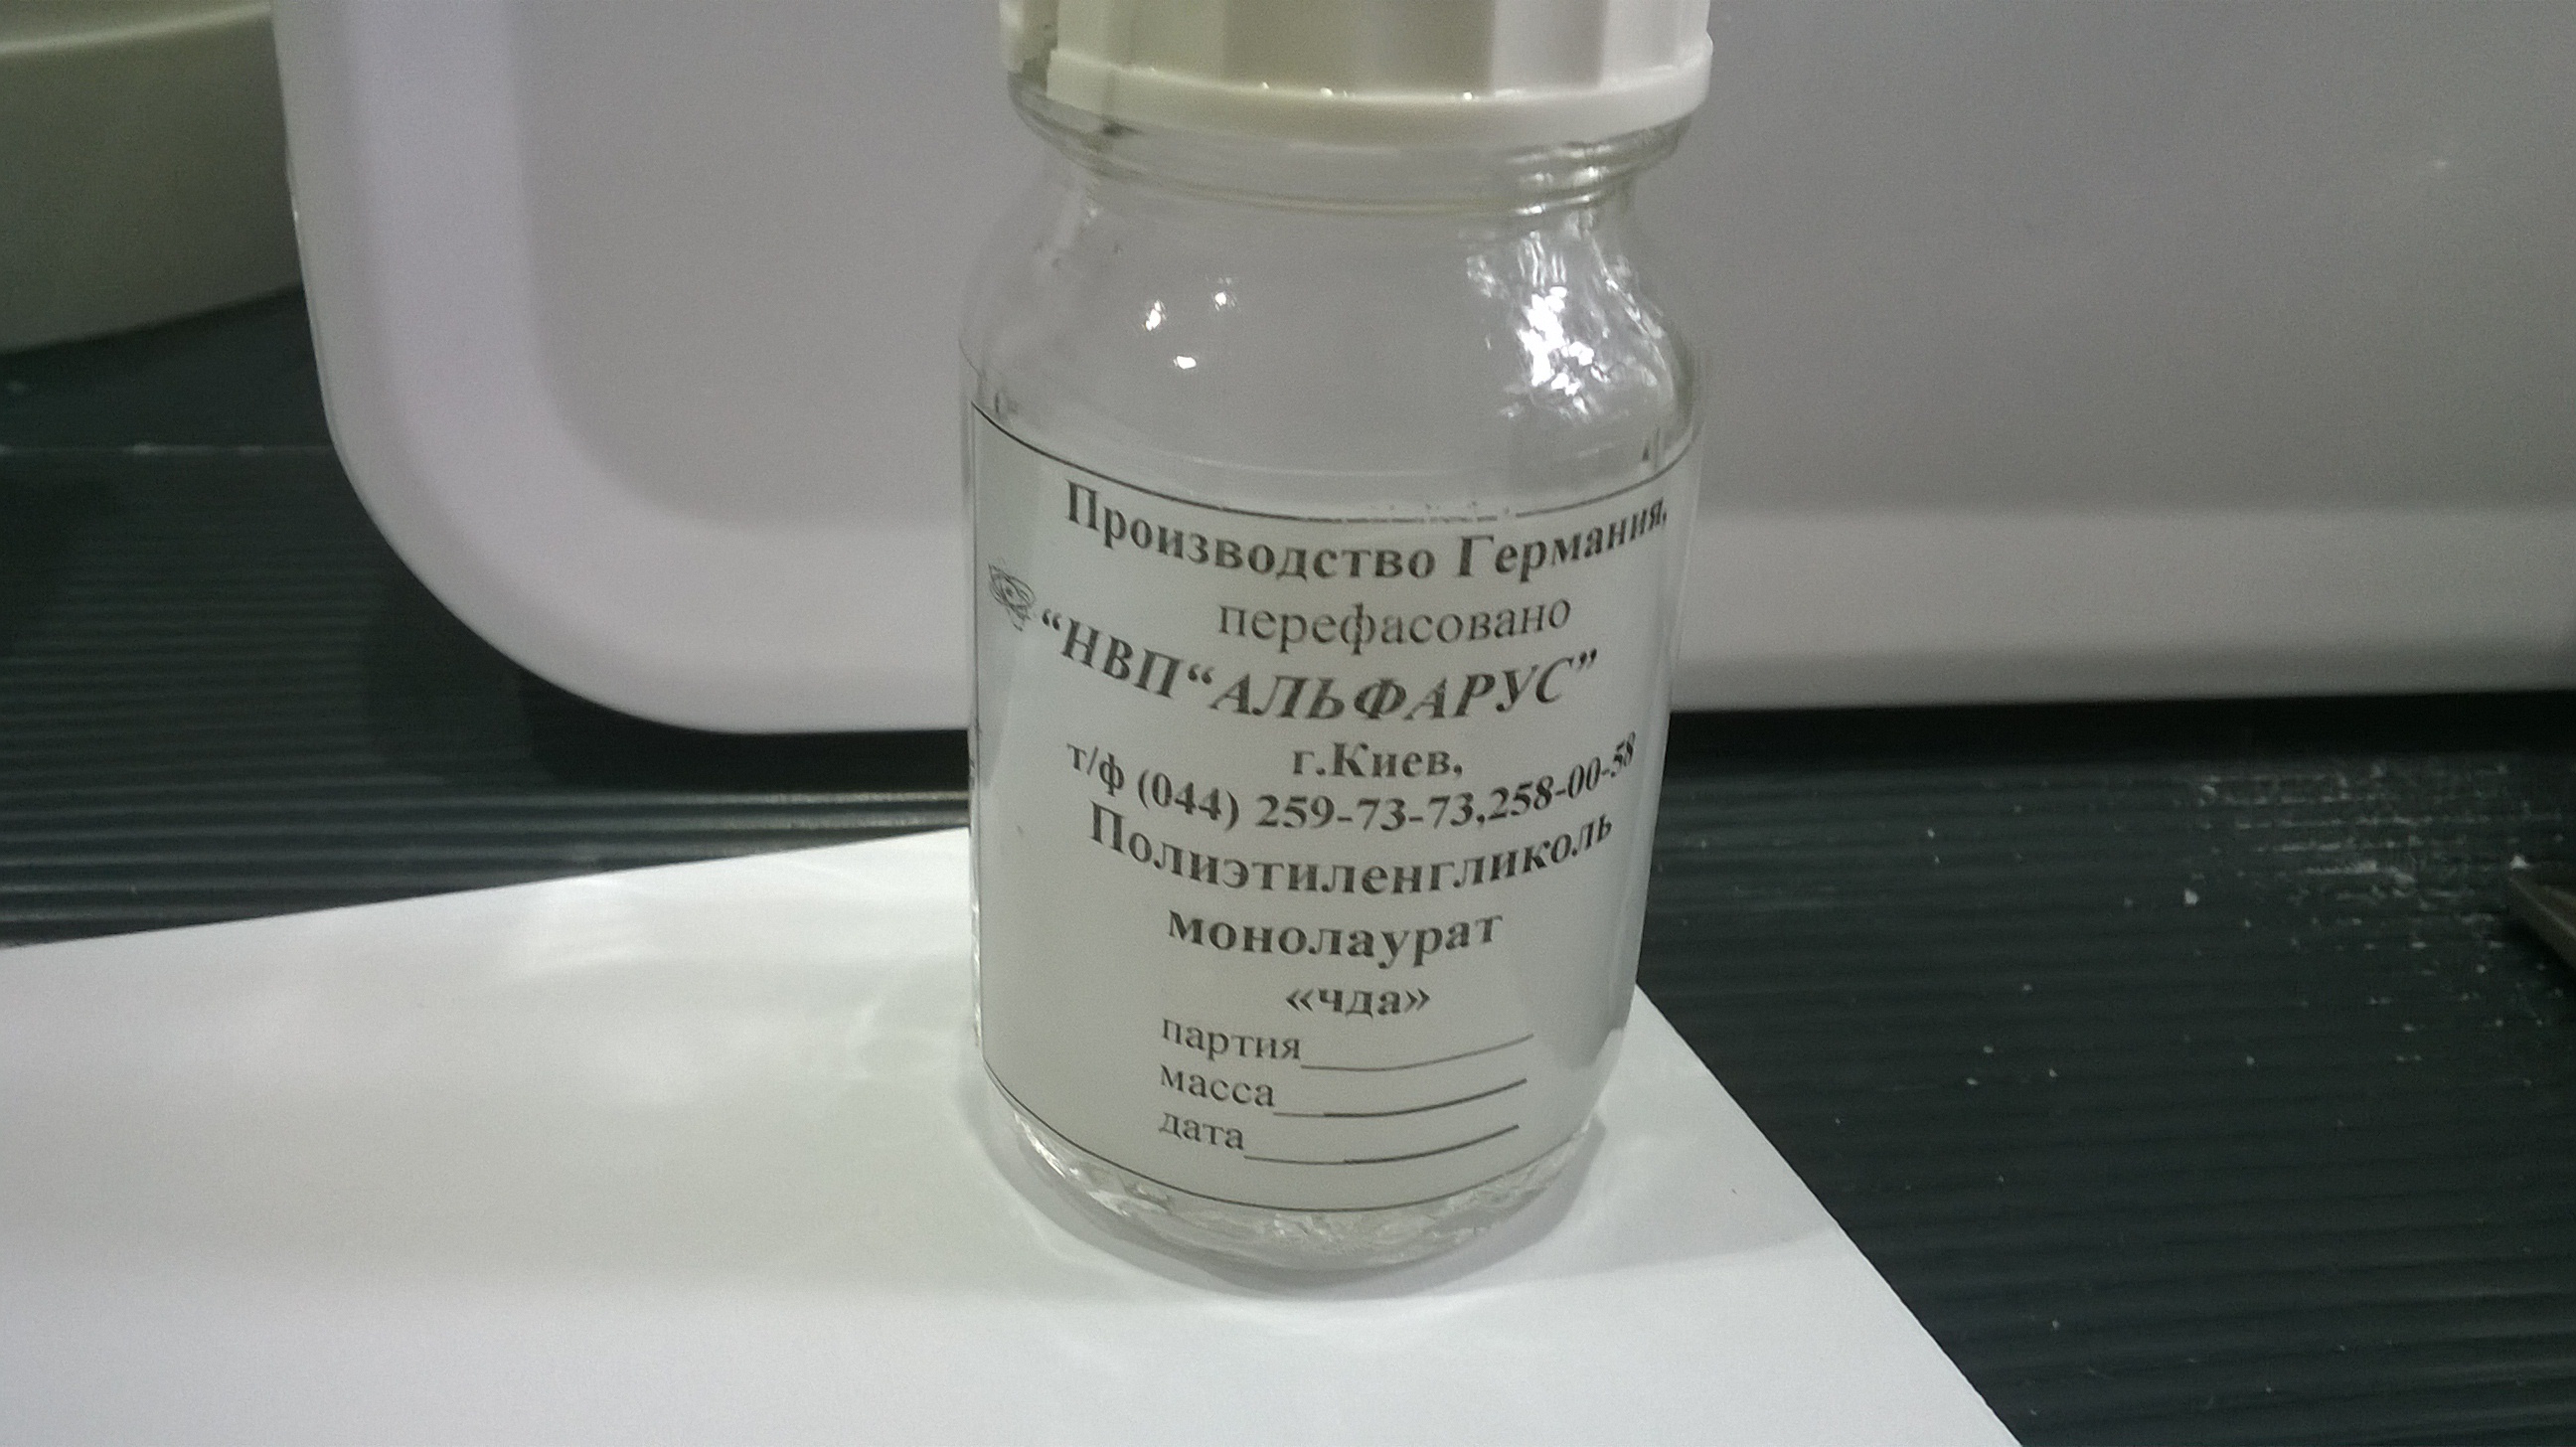 Производство Германия,
перефасовано
“НВП“АЛЬФАРУС”
г.Киев,
т/ф (044) 259-73-73,258-00-58
Полиэтиленгликоль
монолаурат
«чда»
партия
масса
дата